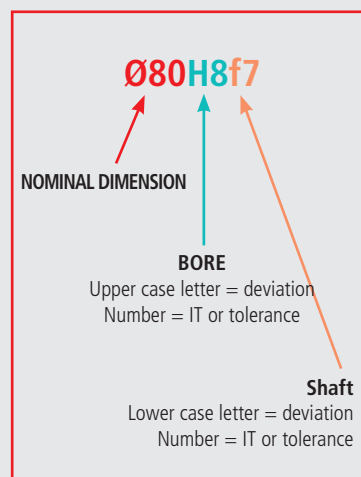 Ø80H8f7
NOMINAL DIMENSION
BORE
Upper case letter = deviation
Number = IT or tolerance
Shaft
Lower case letter = deviation
Number = IT or tolerance